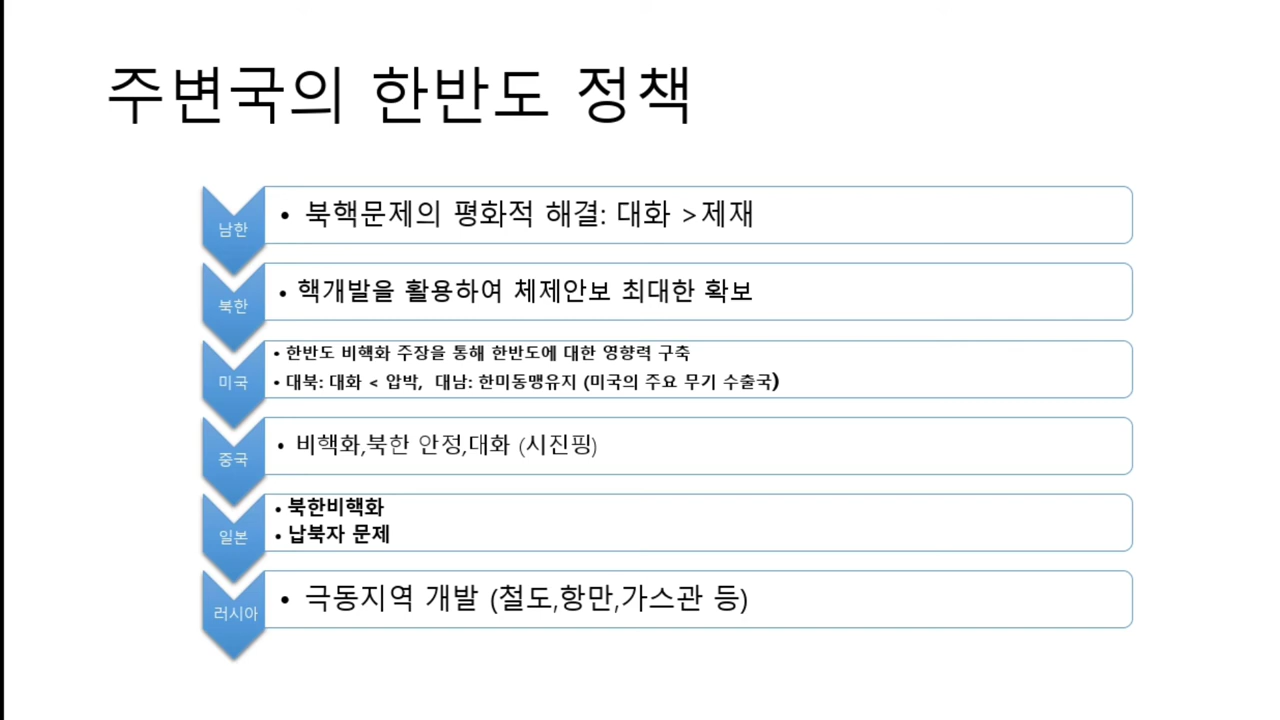 주변국의 한반도 정책
남한
• 북핵문제의 평화적 해결: 대화 >제재
북한
• 핵개발을 활용하여 체제안보 최대한 확보
미국
• 한반도 비핵화 주장을 통해 한반도에 대한 영향력 구축
• 대북: 대화 < 압박, 대남: 한미동맹유지 (미국의 주요 무기 수출국)
중국
• 비핵화,북한 안정,대화 (시진핑)
일본
• 북한비핵화
• 납북자 문제
러시아
• 극동지역 개발 (철도,항만,가스관 등)